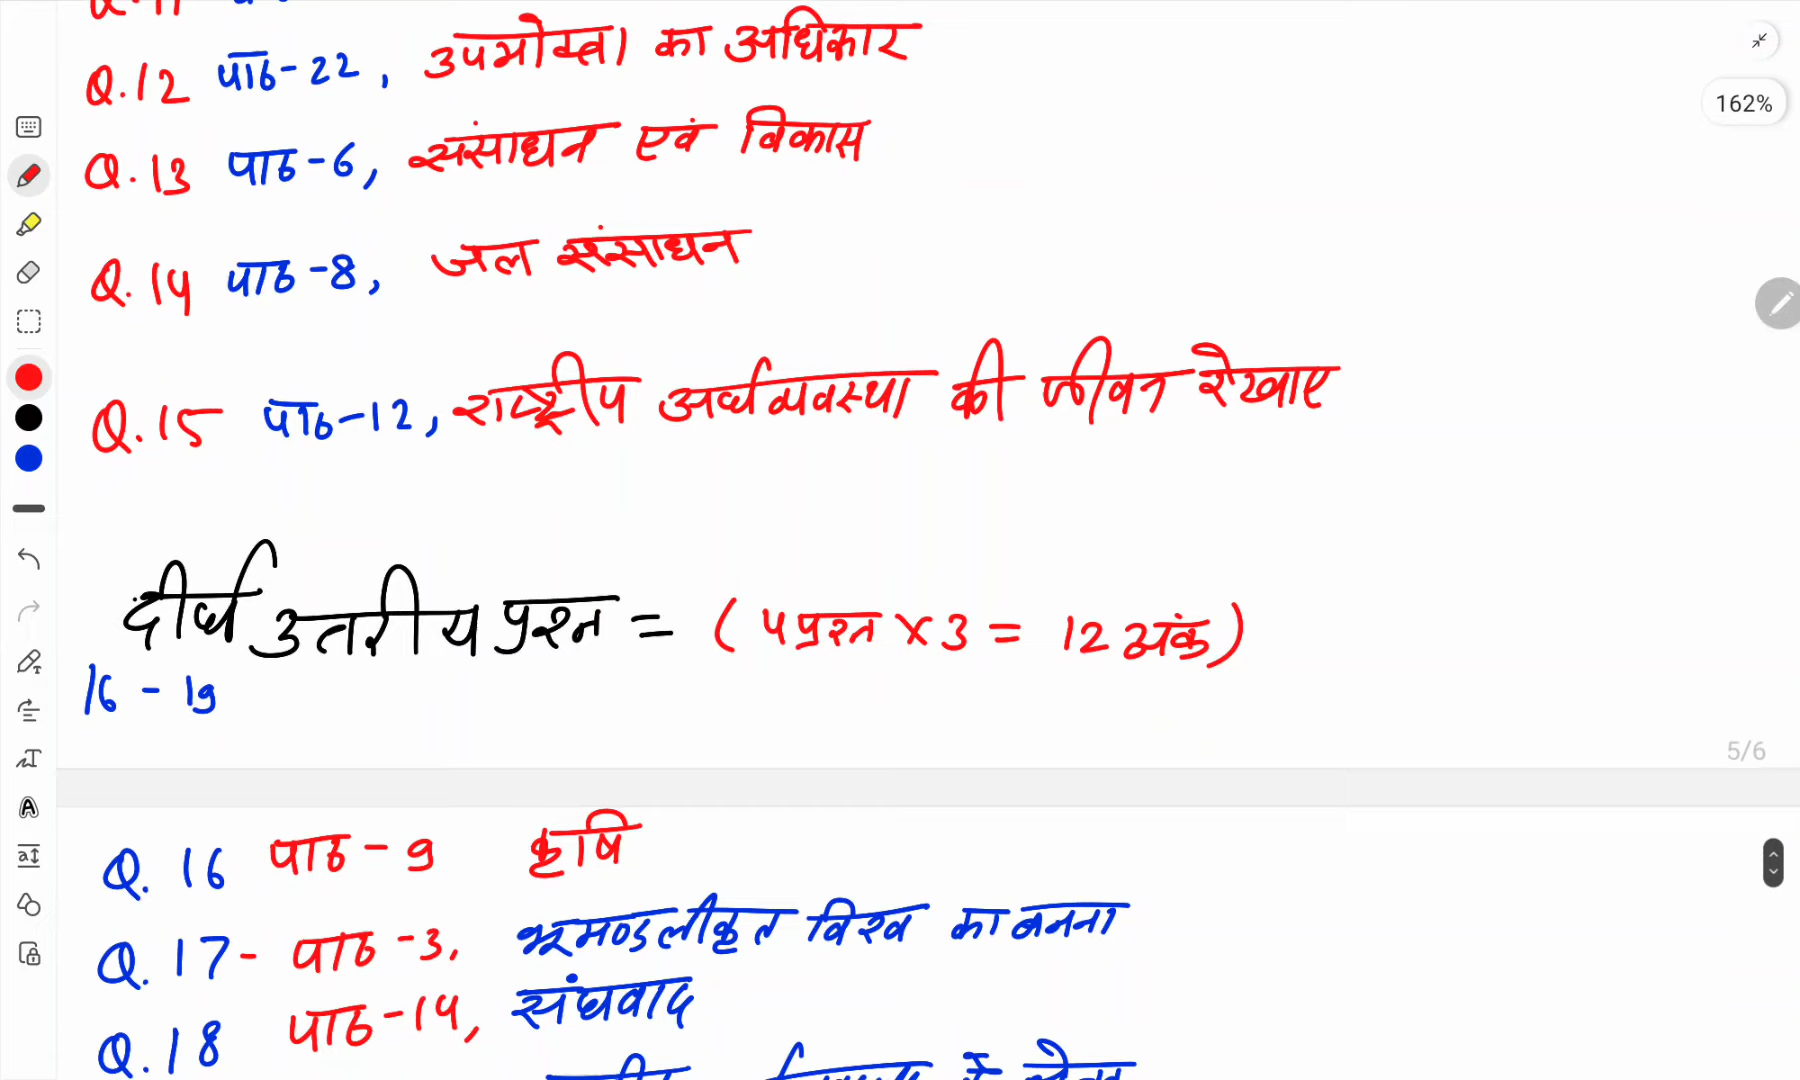 Q.12 पाठ-22, उपभोक्ता का अधिकार
162%
Q.13 पाठ-6, संसाधन एवं विकास
Q.14 पाठ-8, जल संसाधन
Q.15 पाठ-12, राष्ट्रीय अर्थव्यवस्था की जीवन रेखाए
दीर्घ उत्तरीय प्रश्न = (4 प्रश्न × 3 = 12 अंक)
16 - 19
5/6
Q. 16 पाठ - 9 कृषि
Q. 17- पाठ -3, भूमण्डलीकृत विश्व का बनना
Q. 18 पाठ-14, संघवाद